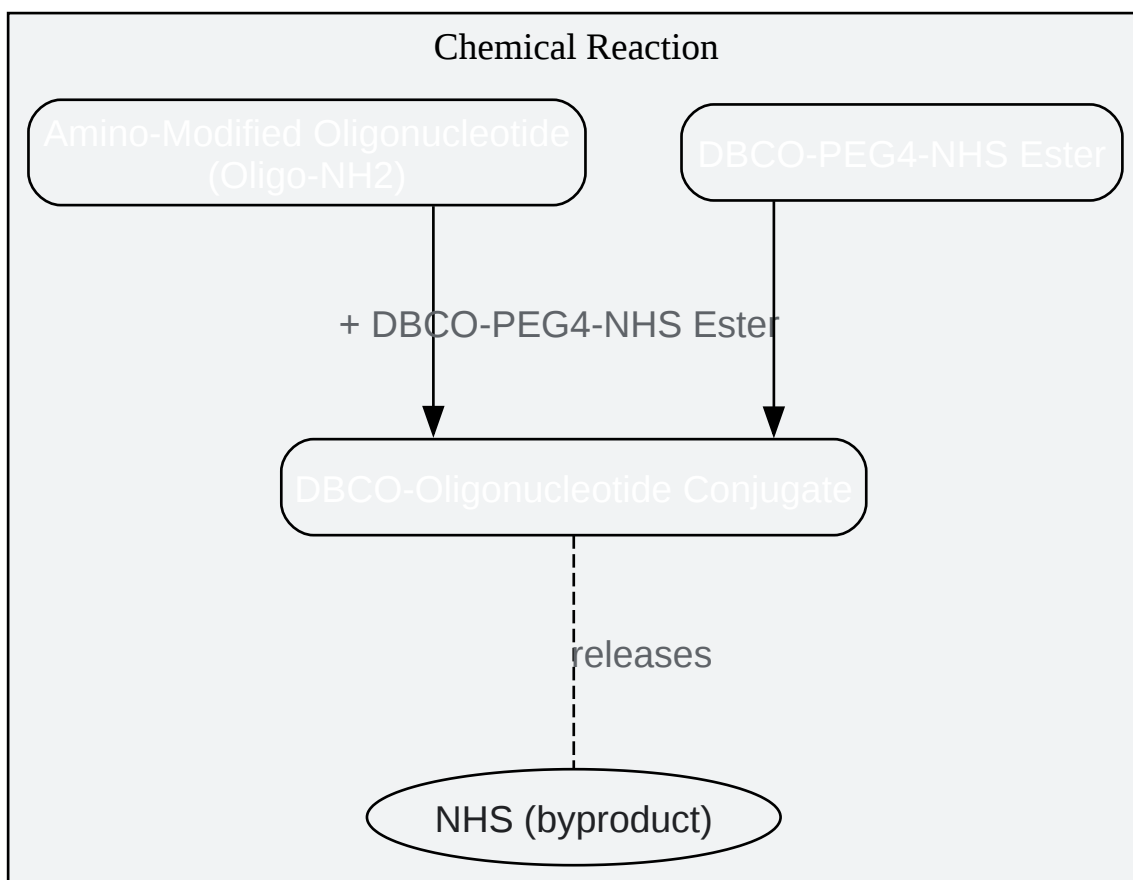 Chemical Reaction
Amino-Modified Oligonucleotide
(Oligo-NH2)
DBCO-PEG4-NHS Ester
+ DBCO-PEG4-NHS Ester
DBCO-Oligonucleotide Conjugate
releases
NHS (byproduct)